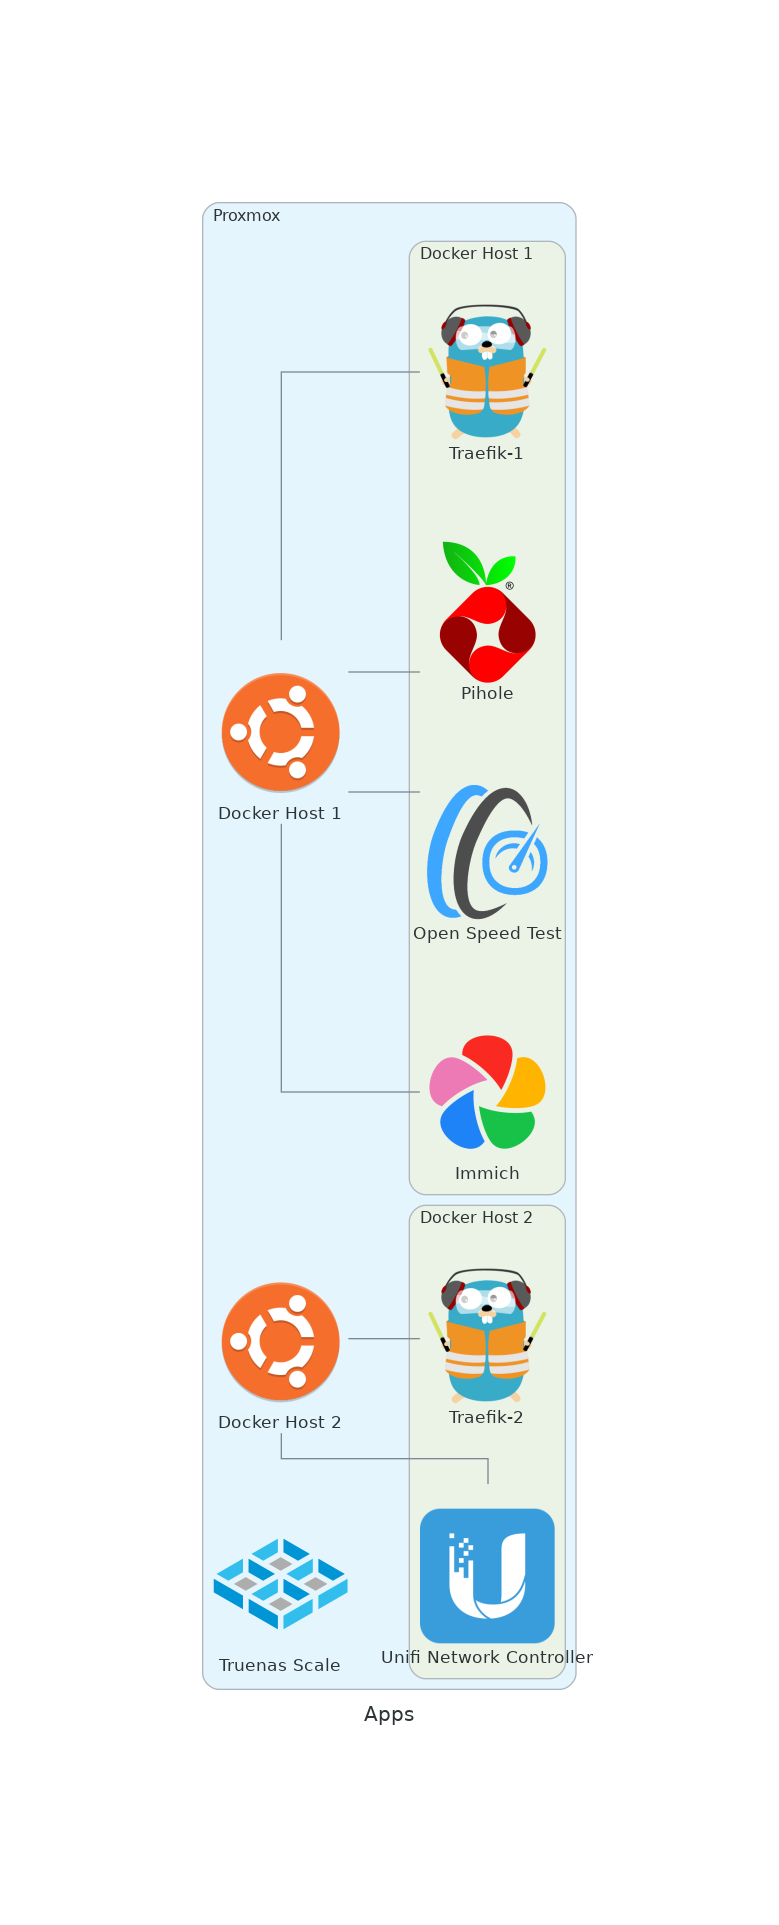 Proxmox
Docker Host 1
Traefik-1
®
Pihole
Docker Host 1
Open Speed Test
Immich
Docker Host 2
Docker Host 2
Traefik-2
Truenas Scale
Unifi Network Controller
Apps